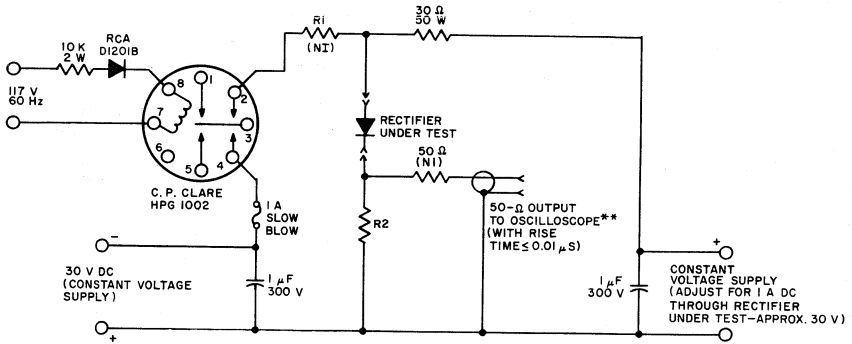 10 K
2 W
RCA
D1201B
117 V
60 Hz
8
1
2
7
3
6
5
4
C. P. CLARE
HPG 1002
R1
(NI)
30 Ω
50 W
RECTIFIER
UNDER TEST
50 Ω
(NI)
R2
50-Ω OUTPUT
TO OSCILLOSCOPE**
(WITH RISE
TIME ≤ 0.01 μS)
1 A
SLOW
BLOW
−
30 V DC
(CONSTANT VOLTAGE
SUPPLY)
+
1 μF
300 V
1 μF
300 V
+
CONSTANT
VOLTAGE SUPPLY
(ADJUST FOR 1 A DC
THROUGH RECTIFIER
UNDER TEST–APPROX. 30 V)
−